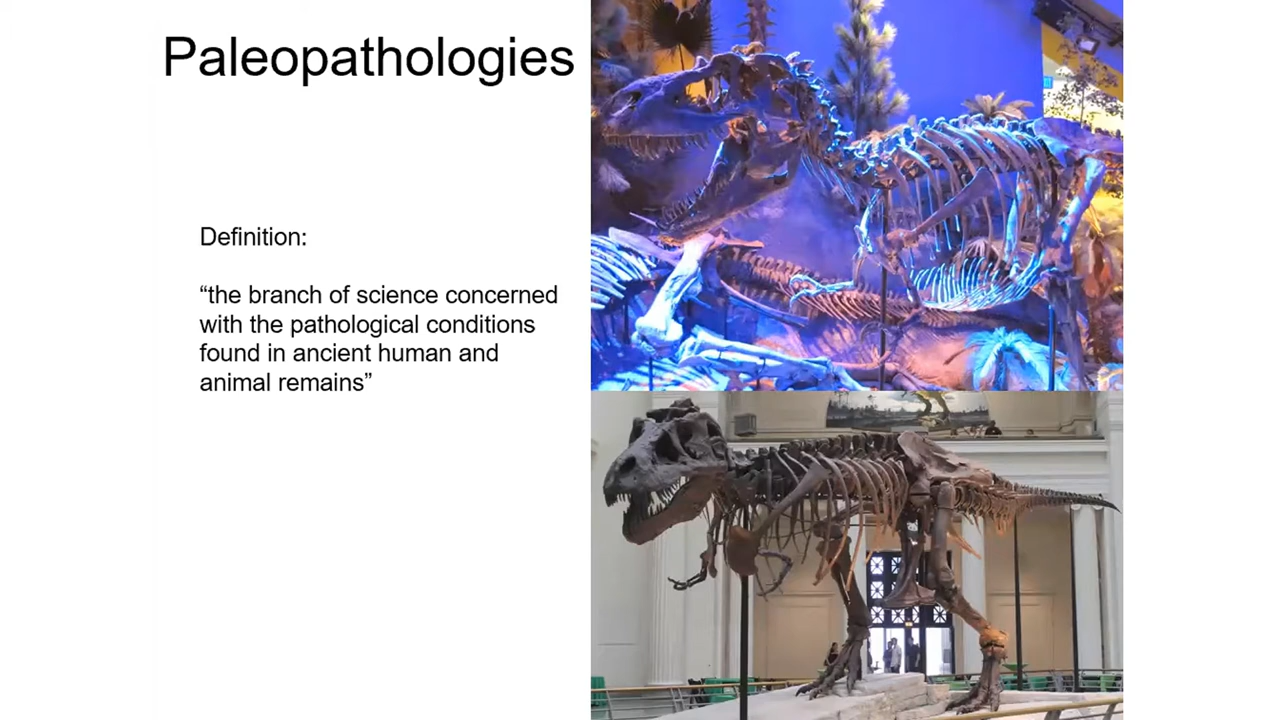 Paleopathologies
Definition:
“the branch of science concerned
with the pathological conditions
found in ancient human and
animal remains”